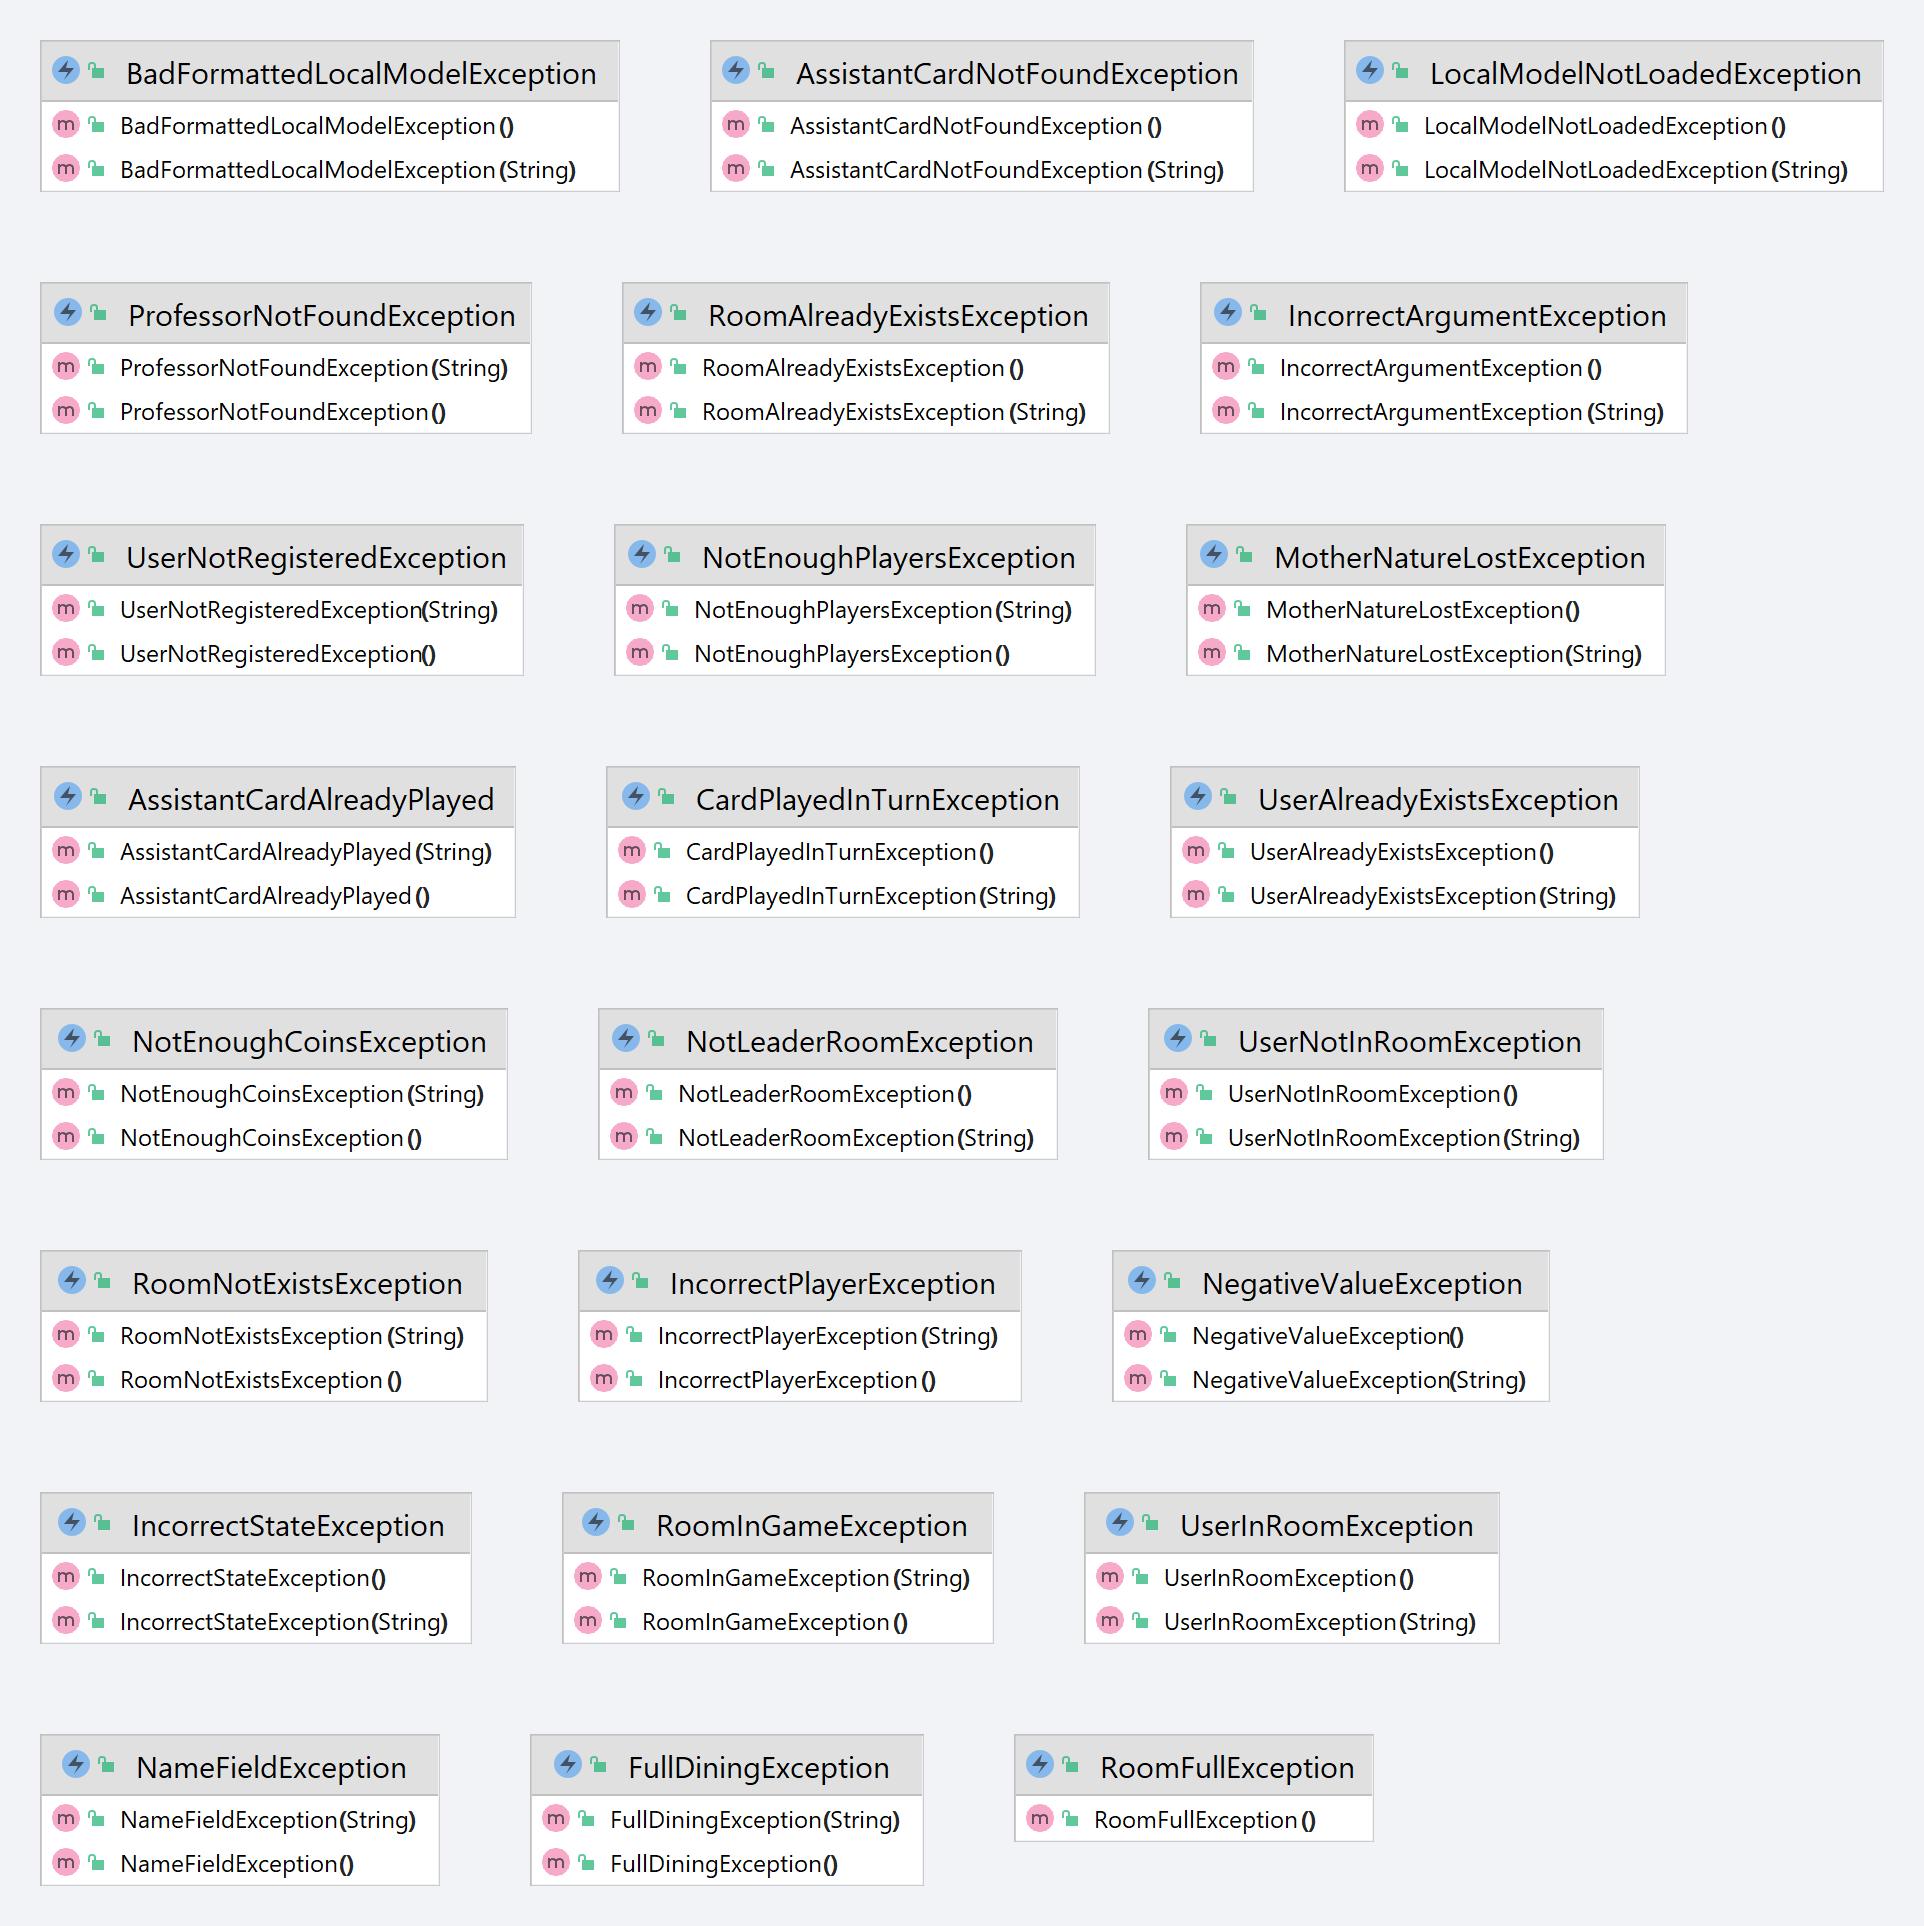 BadFormattedLocalModelException
BadFormattedLocalModelException()
BadFormattedLocalModelException(String)
AssistantCardNotFoundException
AssistantCardNotFoundException()
AssistantCardNotFoundException(String)
LocalModelNotLoadedException
LocalModelNotLoadedException()
LocalModelNotLoadedException(String)
ProfessorNotFoundException
ProfessorNotFoundException(String)
ProfessorNotFoundException()
RoomAlreadyExistsException
RoomAlreadyExistsException()
RoomAlreadyExistsException(String)
IncorrectArgumentException
IncorrectArgumentException()
IncorrectArgumentException(String)
UserNotRegisteredException
UserNotRegisteredException(String)
UserNotRegisteredException()
NotEnoughPlayersException
NotEnoughPlayersException(String)
NotEnoughPlayersException()
MotherNatureLostException
MotherNatureLostException()
MotherNatureLostException(String)
AssistantCardAlreadyPlayed
AssistantCardAlreadyPlayed(String)
AssistantCardAlreadyPlayed()
CardPlayedInTurnException
CardPlayedInTurnException()
CardPlayedInTurnException(String)
UserAlreadyExistsException
UserAlreadyExistsException()
UserAlreadyExistsException(String)
NotEnoughCoinsException
NotEnoughCoinsException(String)
NotEnoughCoinsException()
NotLeaderRoomException
NotLeaderRoomException()
NotLeaderRoomException(String)
UserNotInRoomException
UserNotInRoomException()
UserNotInRoomException(String)
RoomNotExistsException
RoomNotExistsException(String)
RoomNotExistsException()
IncorrectPlayerException
IncorrectPlayerException(String)
IncorrectPlayerException()
NegativeValueException
NegativeValueException()
NegativeValueException(String)
IncorrectStateException
IncorrectStateException()
IncorrectStateException(String)
RoomInGameException
RoomInGameException(String)
RoomInGameException()
UserInRoomException
UserInRoomException()
UserInRoomException(String)
NameFieldException
NameFieldException(String)
NameFieldException()
FullDiningException
FullDiningException(String)
FullDiningException()
RoomFullException
RoomFullException()